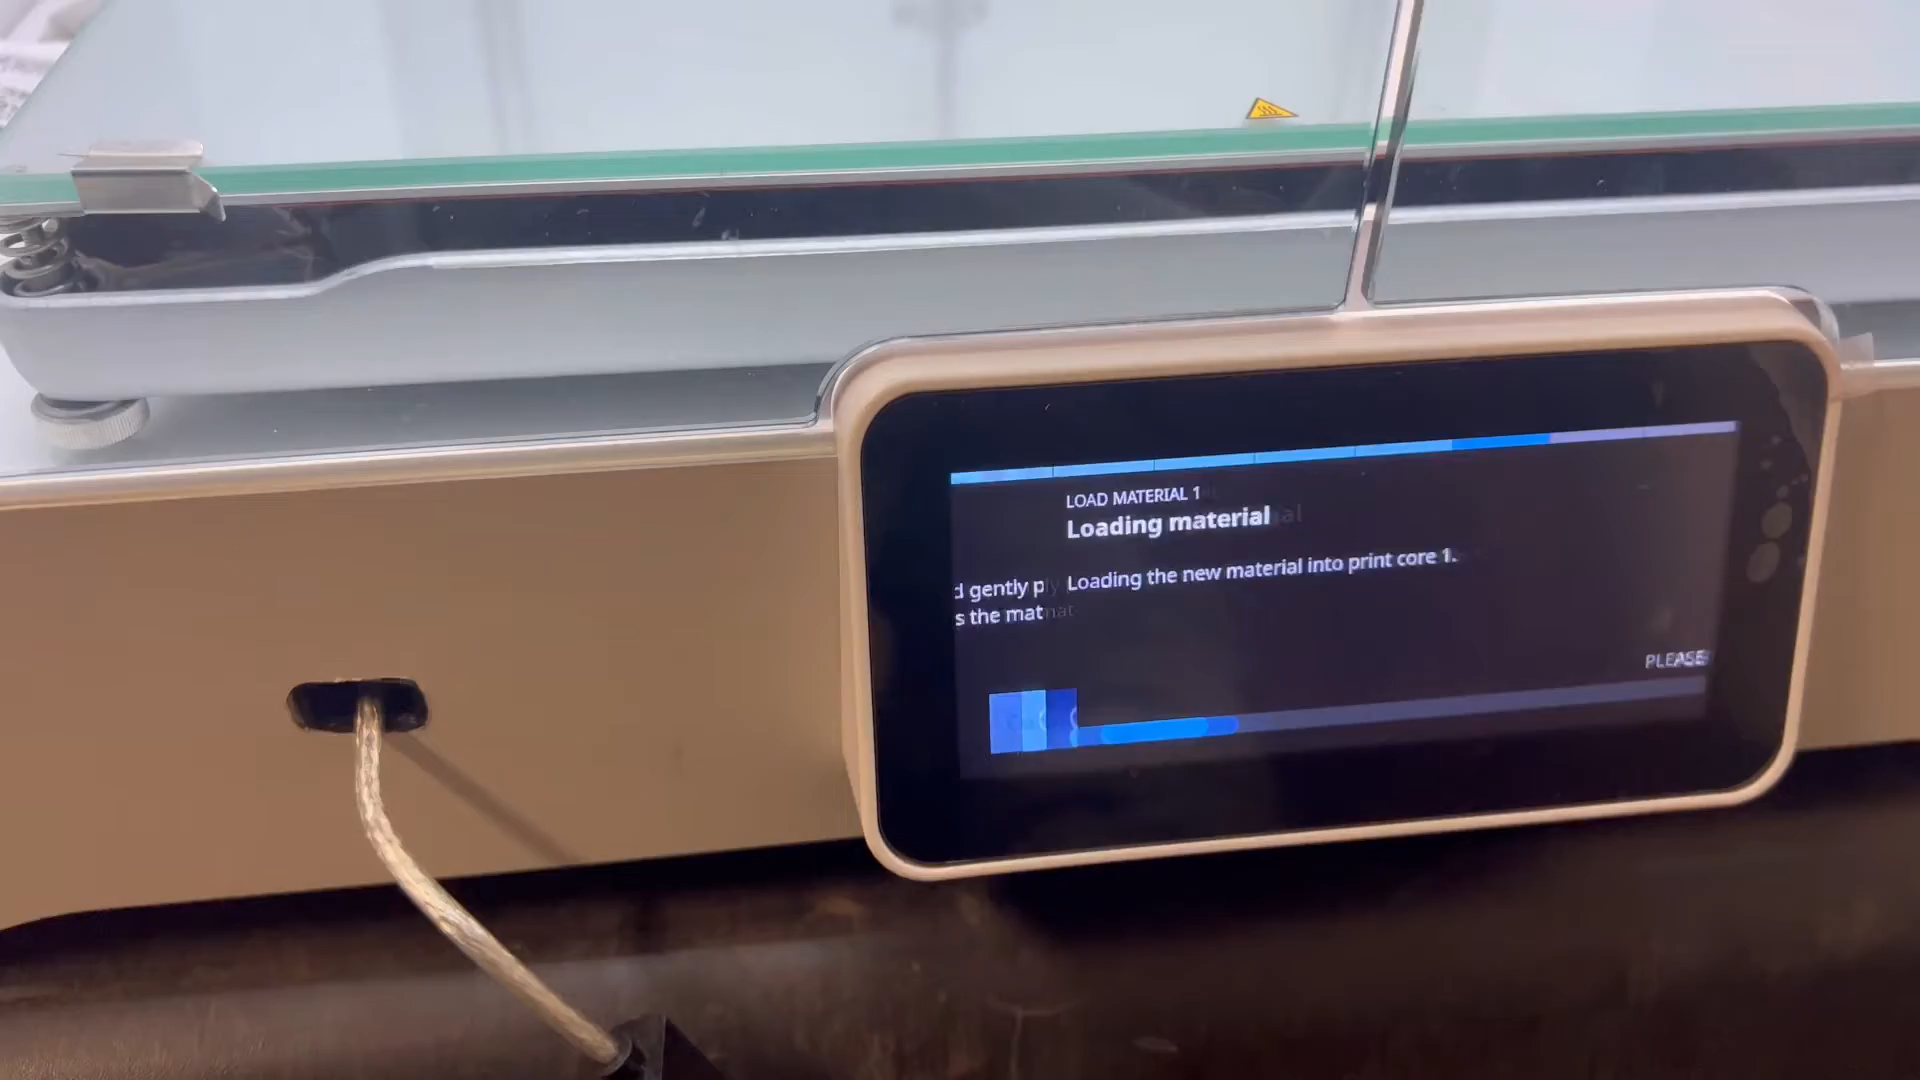 LOAD MATERIAL 1
Loading material
Loading the new material into print core 1.
d gently p
s the mat
PLEASE